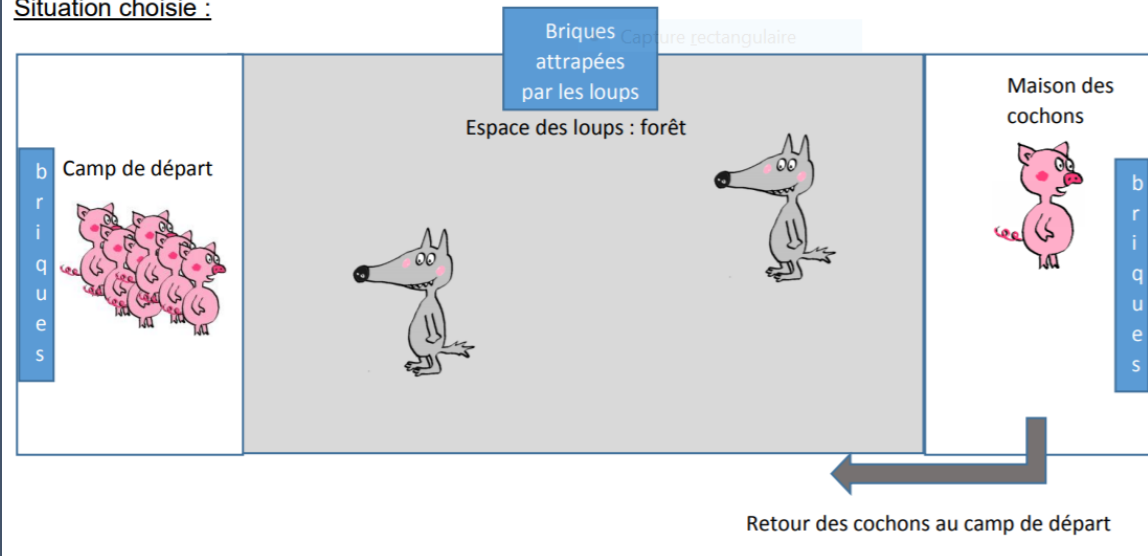 Situation choisie :
Briques
attrapées
par les loups
Capture rectangulaire
Espace des loups : forêt
Camp de départ
b
r
i
q
u
e
s
Maison des
cochons
b
r
i
q
u
e
s
Retour des cochons au camp de départ